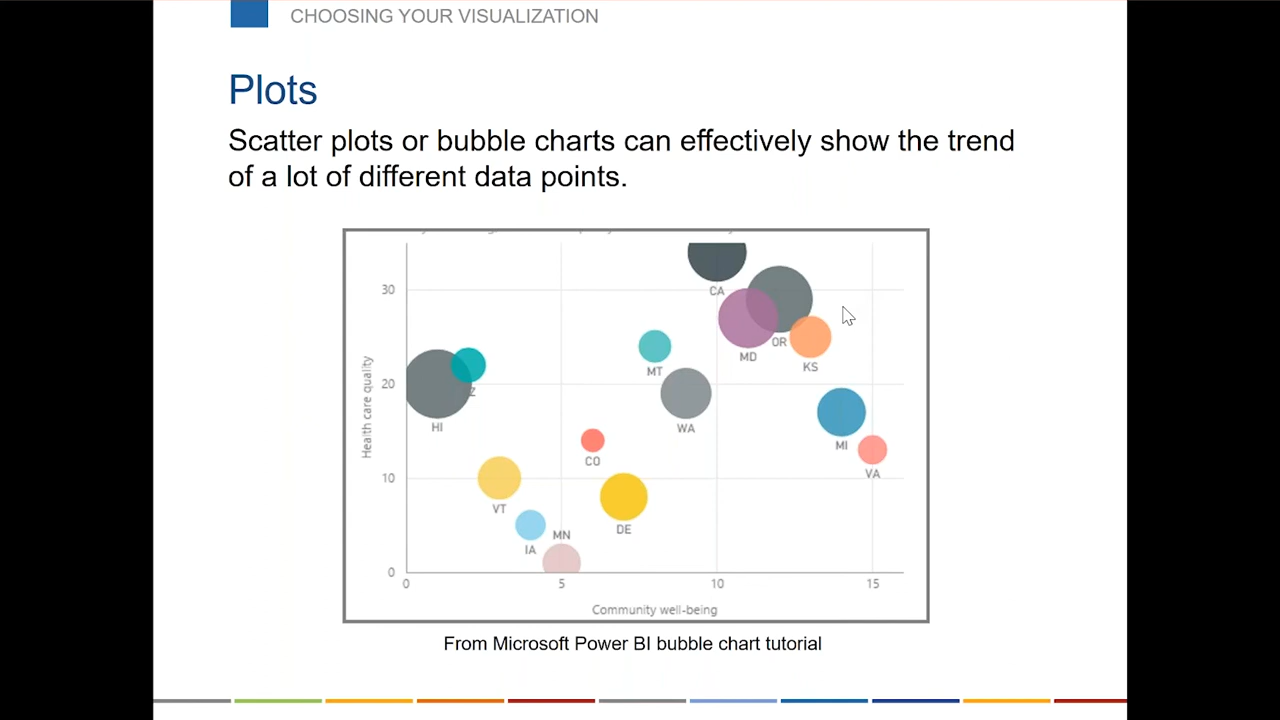 CHOOSING YOUR VISUALIZATION
Plots
Scatter plots or bubble charts can effectively show the trend
of a lot of different data points.
30
20
10
0
Health care quality
CA
OR
MD
KS
MT
Z
HI
WA
MI
CO
VA
VT
DE
MN
IA
0 5 10 15
Community well-being
From Microsoft Power BI bubble chart tutorial